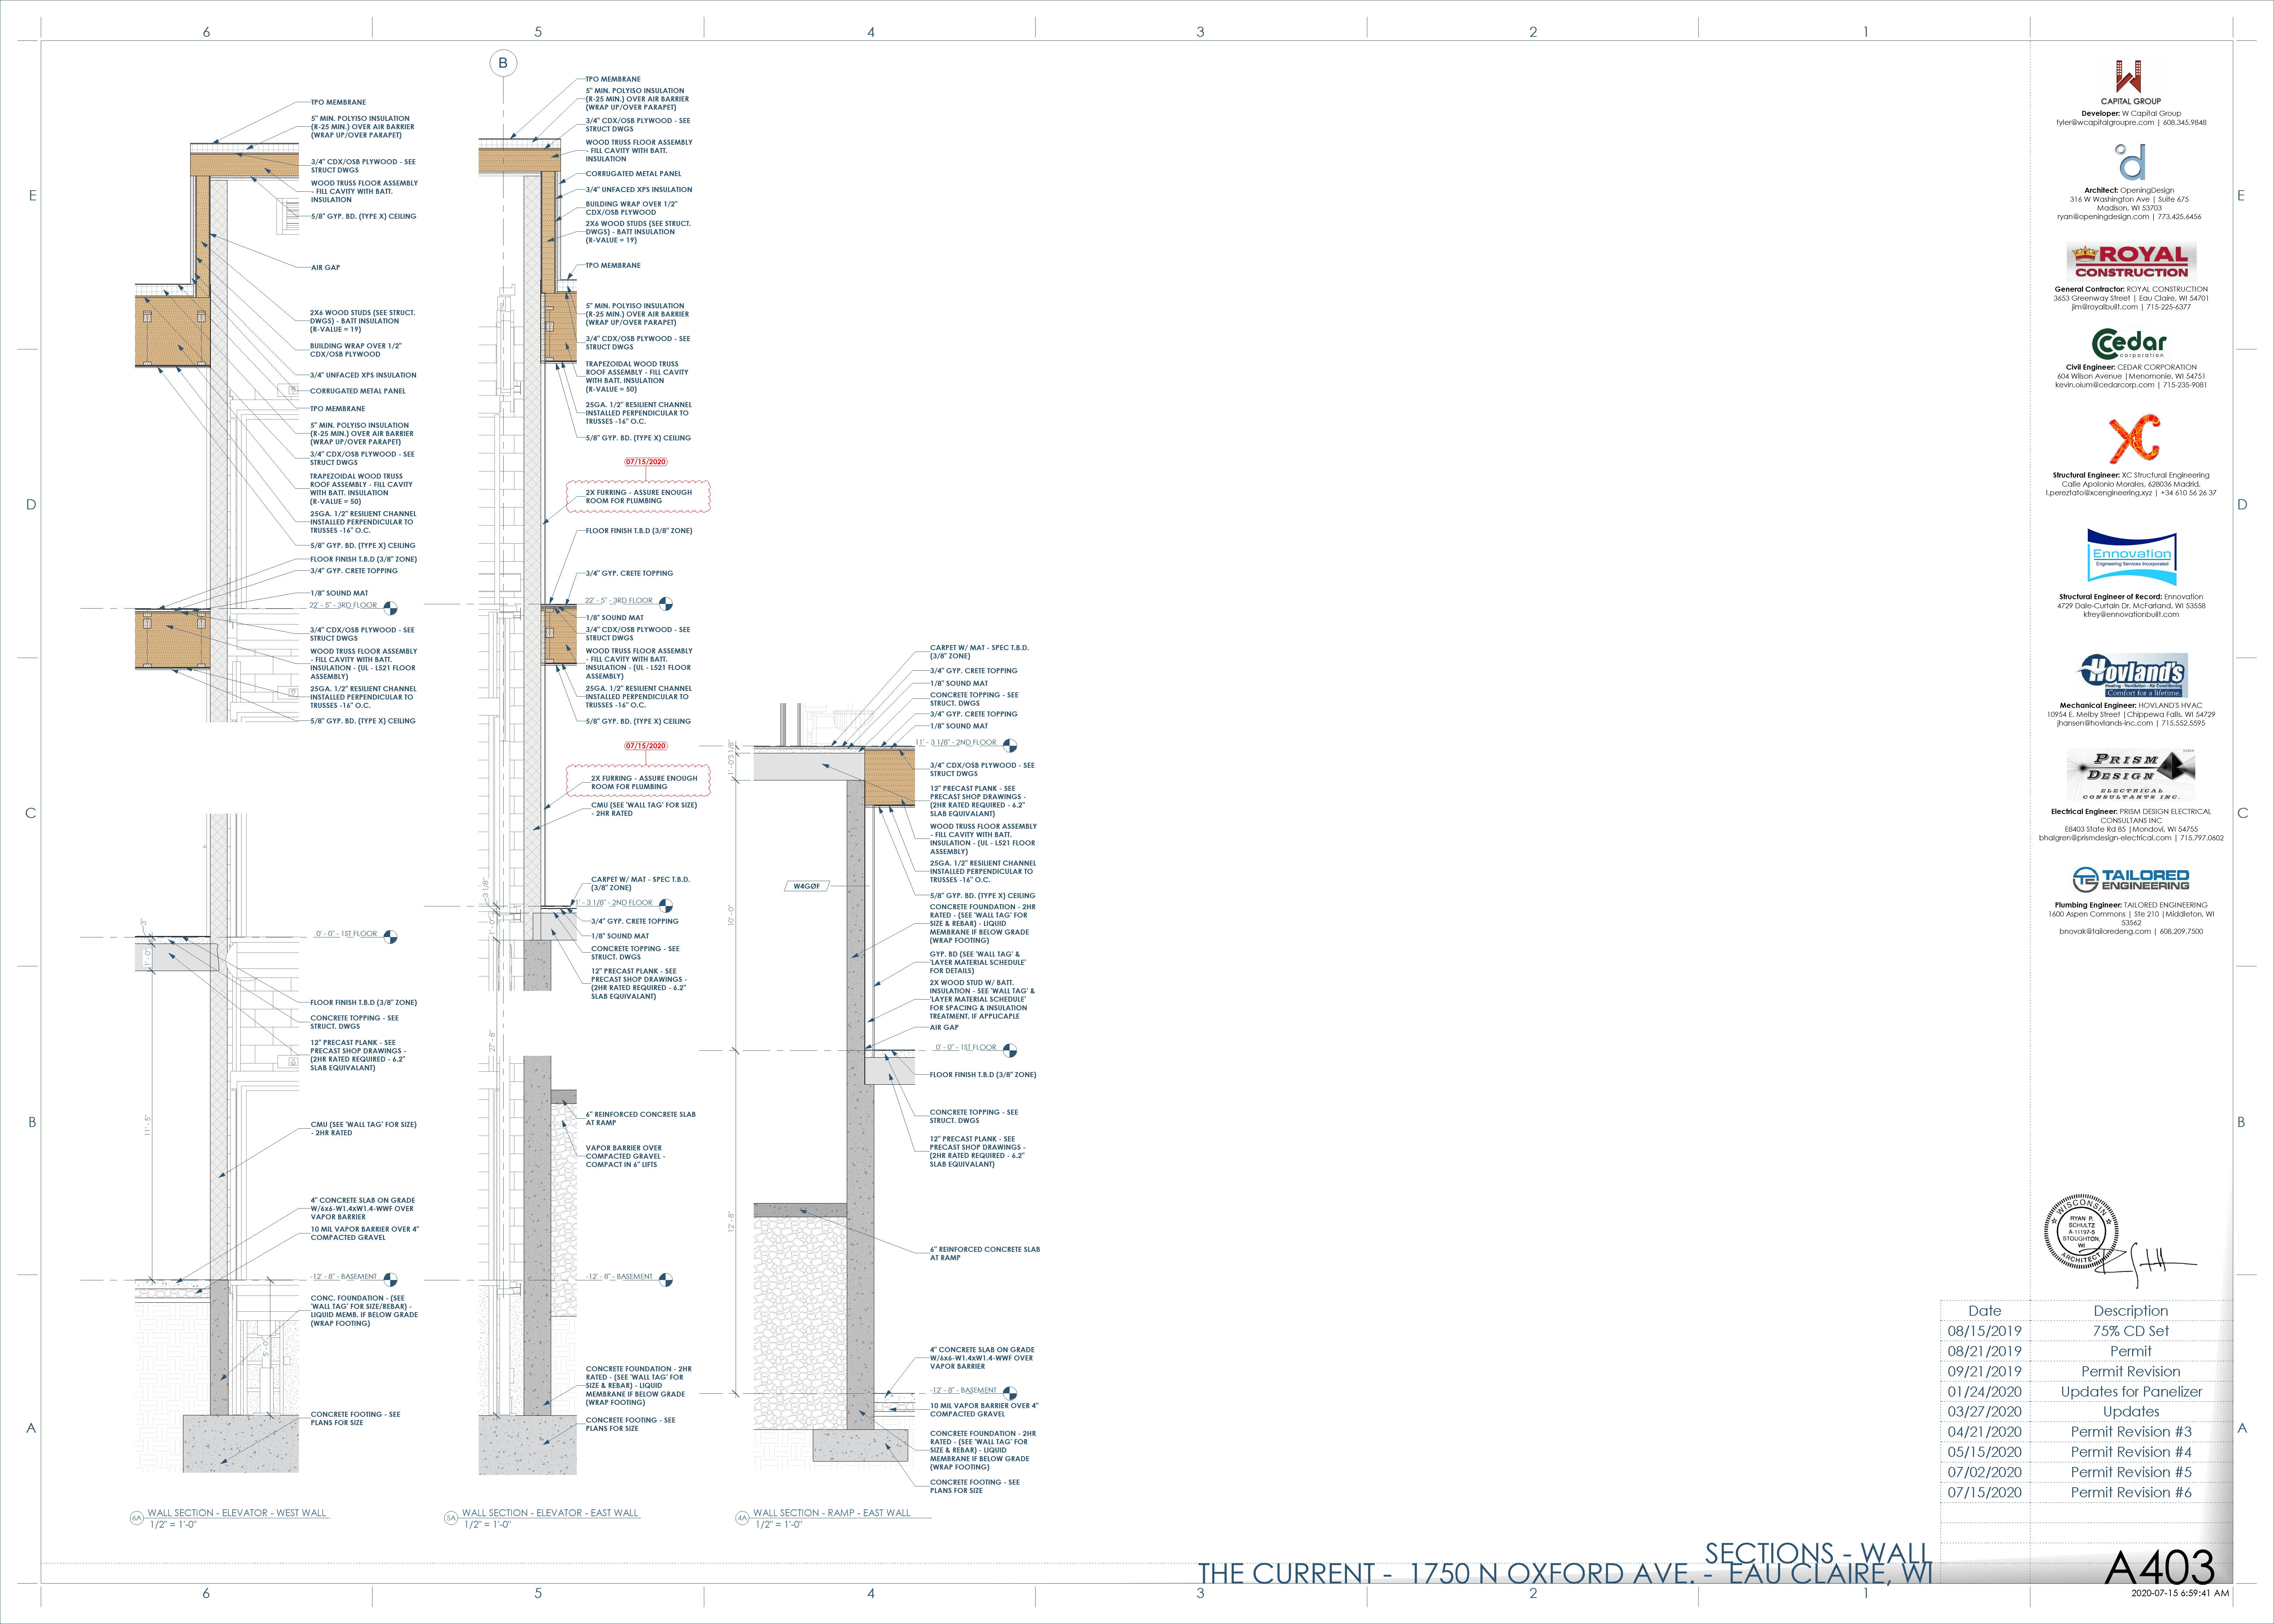 6
5
4
3
2
1
E
D
C
B
A
B
TPO MEMBRANE
5" MIN. POLYISO INSULATION
(R-25 MIN.) OVER AIR BARRIER
(WRAP UP/OVER PARAPET)
3/4" CDX/OSB PLYWOOD - SEE
STRUCT DWGS
WOOD TRUSS FLOOR ASSEMBLY
- FILL CAVITY WITH BATT.
INSULATION
5/8" GYP. BD. (TYPE X) CEILING
AIR GAP
2X6 WOOD STUDS (SEE STRUCT.
DWGS) - BATT INSULATION
(R-VALUE = 19)
BUILDING WRAP OVER 1/2"
CDX/OSB PLYWOOD
3/4" UNFACED XPS INSULATION
CORRUGATED METAL PANEL
TPO MEMBRANE
5" MIN. POLYISO INSULATION
(R-25 MIN.) OVER AIR BARRIER
(WRAP UP/OVER PARAPET)
3/4" CDX/OSB PLYWOOD - SEE
STRUCT DWGS
TRAPEZOIDAL WOOD TRUSS
ROOF ASSEMBLY - FILL CAVITY
WITH BATT. INSULATION
(R-VALUE = 50)
25GA. 1/2" RESILIENT CHANNEL
INSTALLED PERPENDICULAR TO
TRUSSES -16" O.C.
5/8" GYP. BD. (TYPE X) CEILING
FLOOR FINISH T.B.D (3/8" ZONE)
3/4" GYP. CRETE TOPPING
1/8" SOUND MAT
22' - 5" - 3RD FLOOR
3/4" CDX/OSB PLYWOOD - SEE
STRUCT DWGS
WOOD TRUSS FLOOR ASSEMBLY
- FILL CAVITY WITH BATT.
INSULATION - (UL - L521 FLOOR
ASSEMBLY)
25GA. 1/2" RESILIENT CHANNEL
INSTALLED PERPENDICULAR TO
TRUSSES -16" O.C.
5/8" GYP. BD. (TYPE X) CEILING
5"
1' - 0"
0' - 0" - 1ST FLOOR
FLOOR FINISH T.B.D (3/8" ZONE)
CONCRETE TOPPING - SEE
STRUCT. DWGS
12" PRECAST PLANK - SEE
PRECAST SHOP DRAWINGS -
(2HR RATED REQUIRED - 6.2"
SLAB EQUIVALANT)
11' - 5"
CMU (SEE 'WALL TAG' FOR SIZE)
- 2HR RATED
4" CONCRETE SLAB ON GRADE
W/6x6-W1.4xW1.4-WWF OVER
VAPOR BARRIER
10 MIL VAPOR BARRIER OVER 4"
COMPACTED GRAVEL
-12' - 8" - BASEMENT
CONC. FOUNDATION - (SEE
'WALL TAG' FOR SIZE/REBAR) -
LIQUID MEMB. IF BELOW GRADE
(WRAP FOOTING)
5' - 0"
CONCRETE FOOTING - SEE
PLANS FOR SIZE
6A
WALL SECTION - ELEVATOR - WEST WALL
1/2" = 1'-0"
TPO MEMBRANE
5" MIN. POLYISO INSULATION
(R-25 MIN.) OVER AIR BARRIER
(WRAP UP/OVER PARAPET)
3/4" CDX/OSB PLYWOOD - SEE
STRUCT DWGS
WOOD TRUSS FLOOR ASSEMBLY
- FILL CAVITY WITH BATT.
INSULATION
CORRUGATED METAL PANEL
3/4" UNFACED XPS INSULATION
BUILDING WRAP OVER 1/2"
CDX/OSB PLYWOOD
2X6 WOOD STUDS (SEE STRUCT.
DWGS) - BATT INSULATION
(R-VALUE = 19)
TPO MEMBRANE
5" MIN. POLYISO INSULATION
(R-25 MIN.) OVER AIR BARRIER
(WRAP UP/OVER PARAPET)
3/4" CDX/OSB PLYWOOD - SEE
STRUCT DWGS
TRAPEZOIDAL WOOD TRUSS
ROOF ASSEMBLY - FILL CAVITY
WITH BATT. INSULATION
(R-VALUE = 50)
25GA. 1/2" RESILIENT CHANNEL
INSTALLED PERPENDICULAR TO
TRUSSES -16" O.C.
5/8" GYP. BD. (TYPE X) CEILING
07/15/2020
2X FURRING - ASSURE ENOUGH
ROOM FOR PLUMBING
FLOOR FINISH T.B.D (3/8" ZONE)
3/4" GYP. CRETE TOPPING
22' - 5" - 3RD FLOOR
1/8" SOUND MAT
3/4" CDX/OSB PLYWOOD - SEE
STRUCT DWGS
WOOD TRUSS FLOOR ASSEMBLY
- FILL CAVITY WITH BATT.
INSULATION - (UL - L521 FLOOR
ASSEMBLY)
25GA. 1/2" RESILIENT CHANNEL
INSTALLED PERPENDICULAR TO
TRUSSES -16" O.C.
5/8" GYP. BD. (TYPE X) CEILING
07/15/2020
2X FURRING - ASSURE ENOUGH
ROOM FOR PLUMBING
CMU (SEE 'WALL TAG' FOR SIZE)
- 2HR RATED
CARPET W/ MAT - SPEC T.B.D.
(3/8" ZONE)
3 1/8"
1' - 3 1/8" - 2ND FLOOR
1' - 0"
3/4" GYP. CRETE TOPPING
1/8" SOUND MAT
CONCRETE TOPPING - SEE
STRUCT. DWGS
12" PRECAST PLANK - SEE
PRECAST SHOP DRAWINGS -
(2HR RATED REQUIRED - 6.2"
SLAB EQUIVALANT)
27' - 8"
6" REINFORCED CONCRETE SLAB
AT RAMP
VAPOR BARRIER OVER
COMPACTED GRAVEL -
COMPACT IN 6" LIFTS
-12' - 8" - BASEMENT
CONCRETE FOUNDATION - 2HR
RATED - (SEE 'WALL TAG' FOR
SIZE & REBAR) - LIQUID
MEMBRANE IF BELOW GRADE
(WRAP FOOTING)
CONCRETE FOOTING - SEE
PLANS FOR SIZE
5A
WALL SECTION - ELEVATOR - EAST WALL
1/2" = 1'-0"
CARPET W/ MAT - SPEC T.B.D.
(3/8" ZONE)
3/4" GYP. CRETE TOPPING
1/8" SOUND MAT
CONCRETE TOPPING - SEE
STRUCT. DWGS
3/4" GYP. CRETE TOPPING
1/8" SOUND MAT
11' - 3 1/8" - 2ND FLOOR
3 1/8"
1' - 0"
3/4" CDX/OSB PLYWOOD - SEE
STRUCT DWGS
12" PRECAST PLANK - SEE
PRECAST SHOP DRAWINGS -
(2HR RATED REQUIRED - 6.2"
SLAB EQUIVALANT)
WOOD TRUSS FLOOR ASSEMBLY
- FILL CAVITY WITH BATT.
INSULATION - (UL - L521 FLOOR
ASSEMBLY)
25GA. 1/2" RESILIENT CHANNEL
INSTALLED PERPENDICULAR TO
TRUSSES -16" O.C.
W4GØF
5/8" GYP. BD. (TYPE X) CEILING
CONCRETE FOUNDATION - 2HR
RATED - (SEE 'WALL TAG' FOR
SIZE & REBAR) - LIQUID
MEMBRANE IF BELOW GRADE
(WRAP FOOTING)
10' - 0"
GYP. BD (SEE 'WALL TAG' &
'LAYER MATERIAL SCHEDULE'
FOR DETAILS)
2X WOOD STUD W/ BATT.
INSULATION - SEE 'WALL TAG' &
'LAYER MATERIAL SCHEDULE'
FOR SPACING & INSULATION
TREATMENT, IF APPLICAPLE
AIR GAP
0' - 0" - 1ST FLOOR
FLOOR FINISH T.B.D (3/8" ZONE)
CONCRETE TOPPING - SEE
STRUCT. DWGS
12" PRECAST PLANK - SEE
PRECAST SHOP DRAWINGS -
(2HR RATED REQUIRED - 6.2"
SLAB EQUIVALANT)
12' - 8"
6" REINFORCED CONCRETE SLAB
AT RAMP
4" CONCRETE SLAB ON GRADE
W/6x6-W1.4xW1.4-WWF OVER
VAPOR BARRIER
-12' - 8" - BASEMENT
10 MIL VAPOR BARRIER OVER 4"
COMPACTED GRAVEL
CONCRETE FOUNDATION - 2HR
RATED - (SEE 'WALL TAG' FOR
SIZE & REBAR) - LIQUID
MEMBRANE IF BELOW GRADE
(WRAP FOOTING)
CONCRETE FOOTING - SEE
PLANS FOR SIZE
4A
WALL SECTION - RAMP - EAST WALL
1/2" = 1'-0"
CAPITAL GROUP
Developer: W Capital Group
tyler@wcapitalgroupre.com | 608.345.9848
Architect: OpeningDesign
316 W Washington Ave | Suite 675
Madison, WI 53703
ryan@openingdesign.com | 773.425.6456
ROYAL
CONSTRUCTION
General Contractor: ROYAL CONSTRUCTION
3653 Greenway Street | Eau Claire, WI 54701
jim@royalbuilt.com | 715-225-6377
Cedar
corporation
Civil Engineer: CEDAR CORPORATION
604 Wilson Avenue |Menomonie, WI 54751
kevin.oium@cedarcorp.com | 715-235-9081
XC
Structural Engineer: XC Structural Engineering
Calle Apolonio Morales, 628036 Madrid,
l.pereztato@xcengineering.xyz | +34 610 56 26 37
Ennovation
Engineering Services Incorporated
Structural Engineer of Record: Ennovation
4729 Dale-Curtain Dr, McFarland, WI 53558
kfrey@ennovationbuilt.com
Hovland's
Heating - Ventilation - Air Conditioning
Comfort for a lifetime.
Mechanical Engineer: HOVLAND'S HVAC
10954 E. Melby Street |Chippewa Falls, WI 54729
jhansen@hovlands-inc.com | 715.552.5595
PRISM
DESIGN
ELECTRICAL
CONSULTANTS INC.
Electrical Engineer: PRISM DESIGN ELECTRICAL
CONSULTANS INC
E8403 State Rd 85 |Mondovi, WI 54755
bhalgren@prismdesign-electrical.com | 715.797.0602
TAILORED
ENGINEERING
Plumbing Engineer: TAILORED ENGINEERING
1600 Aspen Commons | Ste 210 |Middleton, WI
53562
bnovak@tailoredeng.com | 608.209.7500
WISCONSIN
RYAN P.
SCHULTZ
A-11197-5
STOUGHTON,
WI
ARCHITECT
Date Description
08/15/2019 75% CD Set
08/21/2019 Permit
09/21/2019 Permit Revision
01/24/2020 Updates for Panelizer
03/27/2020 Updates
04/21/2020 Permit Revision #3
05/15/2020 Permit Revision #4
07/02/2020 Permit Revision #5
07/15/2020 Permit Revision #6
SECTIONS - WALL
THE CURRENT - 1750 N OXFORD AVE. - EAU CLAIRE, WI
A403
2020-07-15 6:59:41 AM
E
D
C
B
A
6
5
4
3
2
1